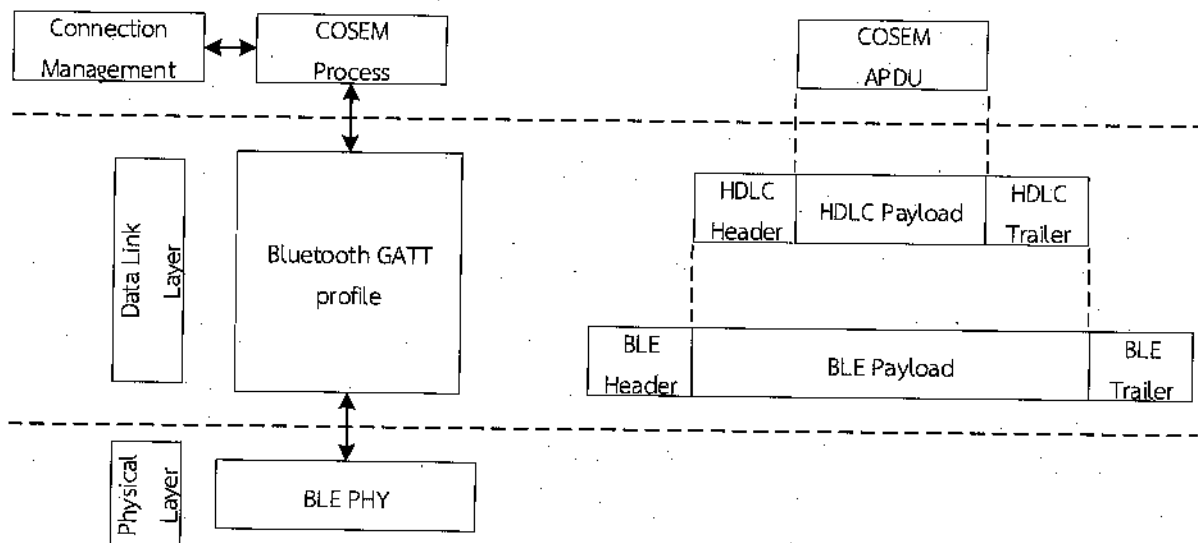 Connection
Management
COSEM
Process
COSEM
APDU
Data Link
Layer
Bluetooth GATT
profile
HDLC
Header
HDLC Payload
HDLC
Trailer
BLE
Header
BLE Payload
BLE
Trailer
Physical
Layer
BLE PHY